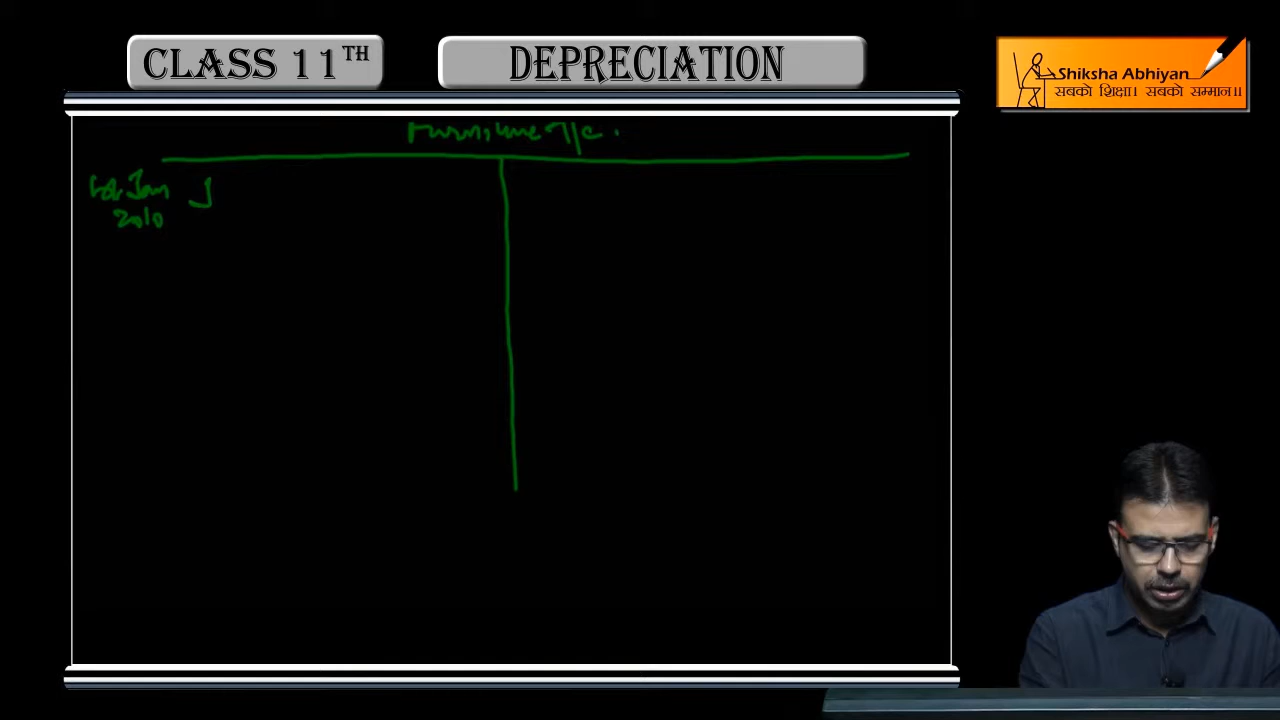 CLASS 11TH
DEPRECIATION
Shiksha Abhiyan
सबको शिक्षा। सबको सम्मान।।
Furniture A/c.
1st Jan J
2010